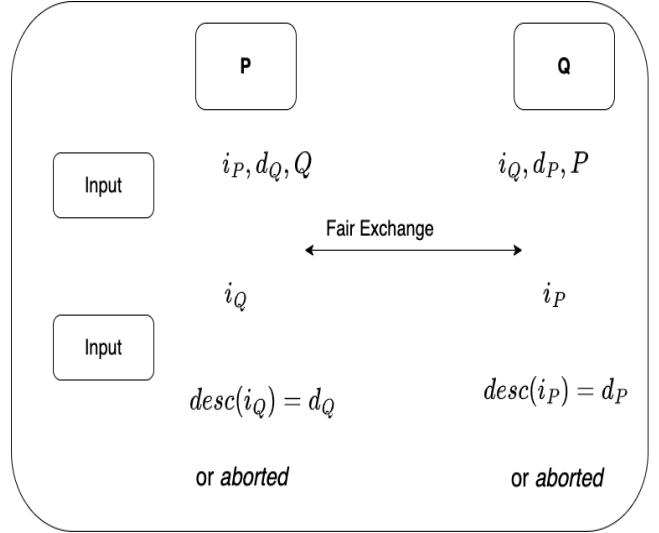 P Q
Input i_P, d_Q, Q i_Q, d_P, P
Fair Exchange
i_Q i_P
Input
desc(i_Q) = d_Q desc(i_P) = d_P
or aborted or aborted